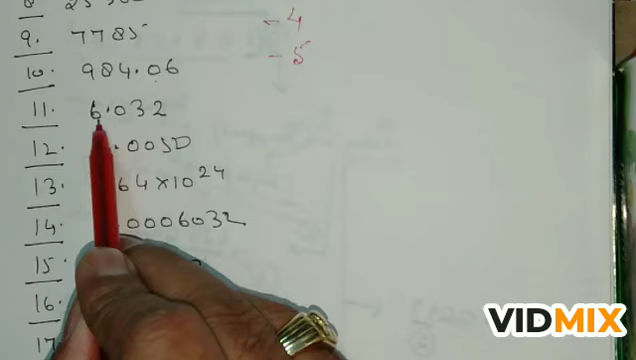 9. 7785 - 4
10. 984.06 - 5
11. 6.032
12. .0050
13. 64×10²⁴
14. 0006032
15.
16.
17
VIDMIX